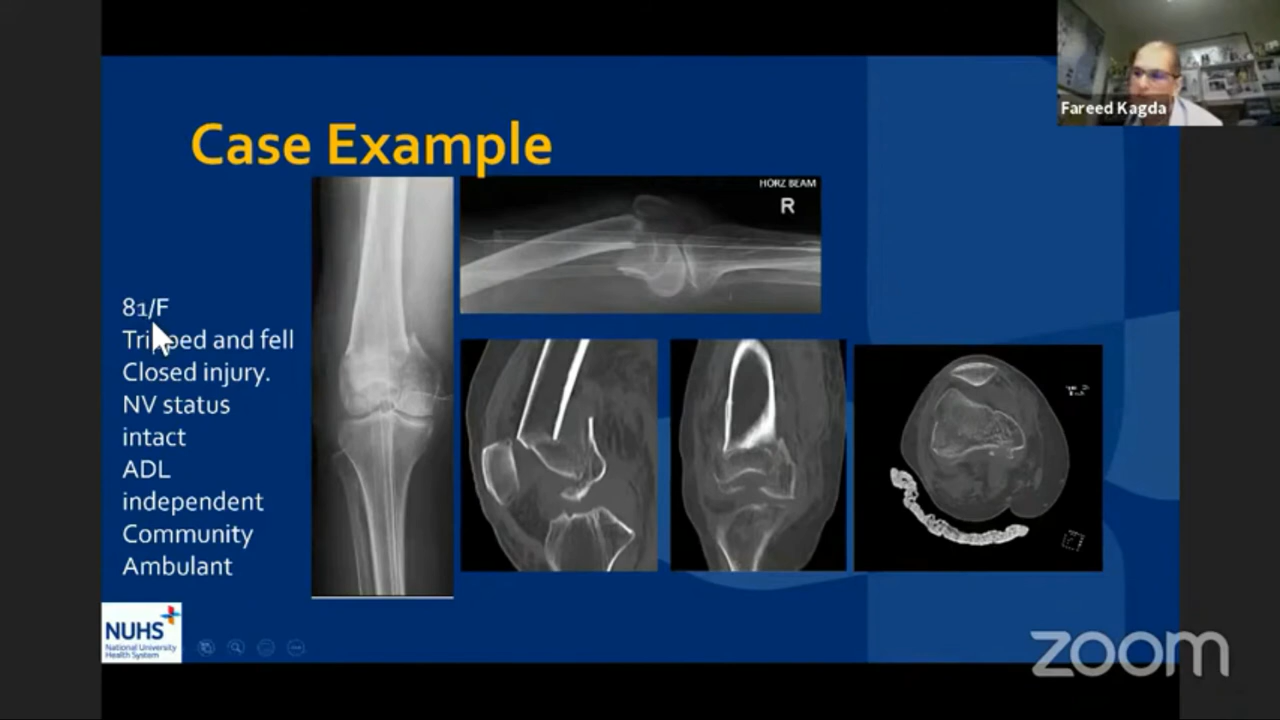 Fareed Kagda
Case Example
HORZ BEAM
R
81/F
Tripped and fell
Closed injury.
NV status
intact
ADL
independent
Community
Ambulant
NUHS
National University
Health System
zoom